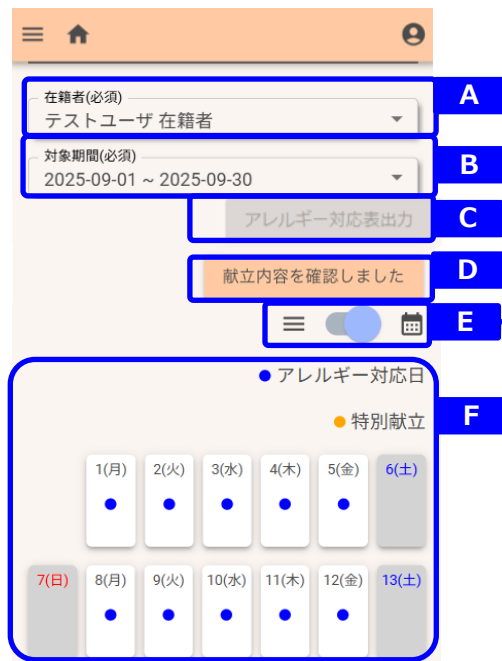 在籍者(必須)
テストユーザ 在籍者
A
対象期間(必須)
2025-09-01 ~ 2025-09-30
B
アレルギー対応表出力
C
献立内容を確認しました
D
E
アレルギー対応日
特別献立
F
1(月) 2(火) 3(水) 4(木) 5(金) 6(土)
7(日) 8(月) 9(火) 10(水) 11(木) 12(金) 13(土)